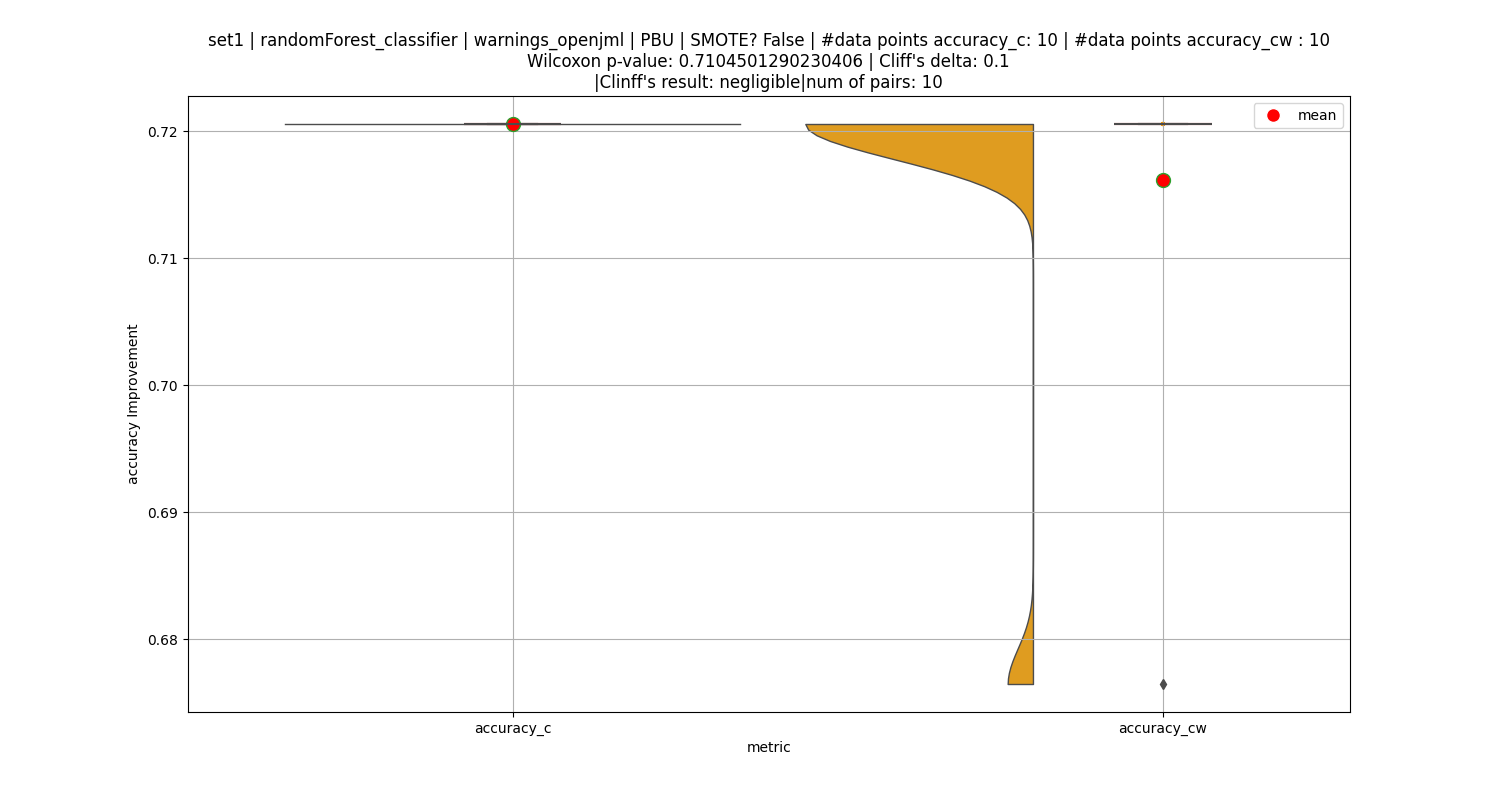 set1 | randomForest_classifier | warnings_openjml | PBU | SMOTE? False | #data points accuracy_c: 10 | #data points accuracy_cw : 10
Wilcoxon p-value: 0.7104501290230406 | Cliff's delta: 0.1
|Clinff's result: negligible|num of pairs: 10
mean
0.72
0.71
0.70
0.69
0.68
accuracy Improvement
accuracy_c
accuracy_cw
metric